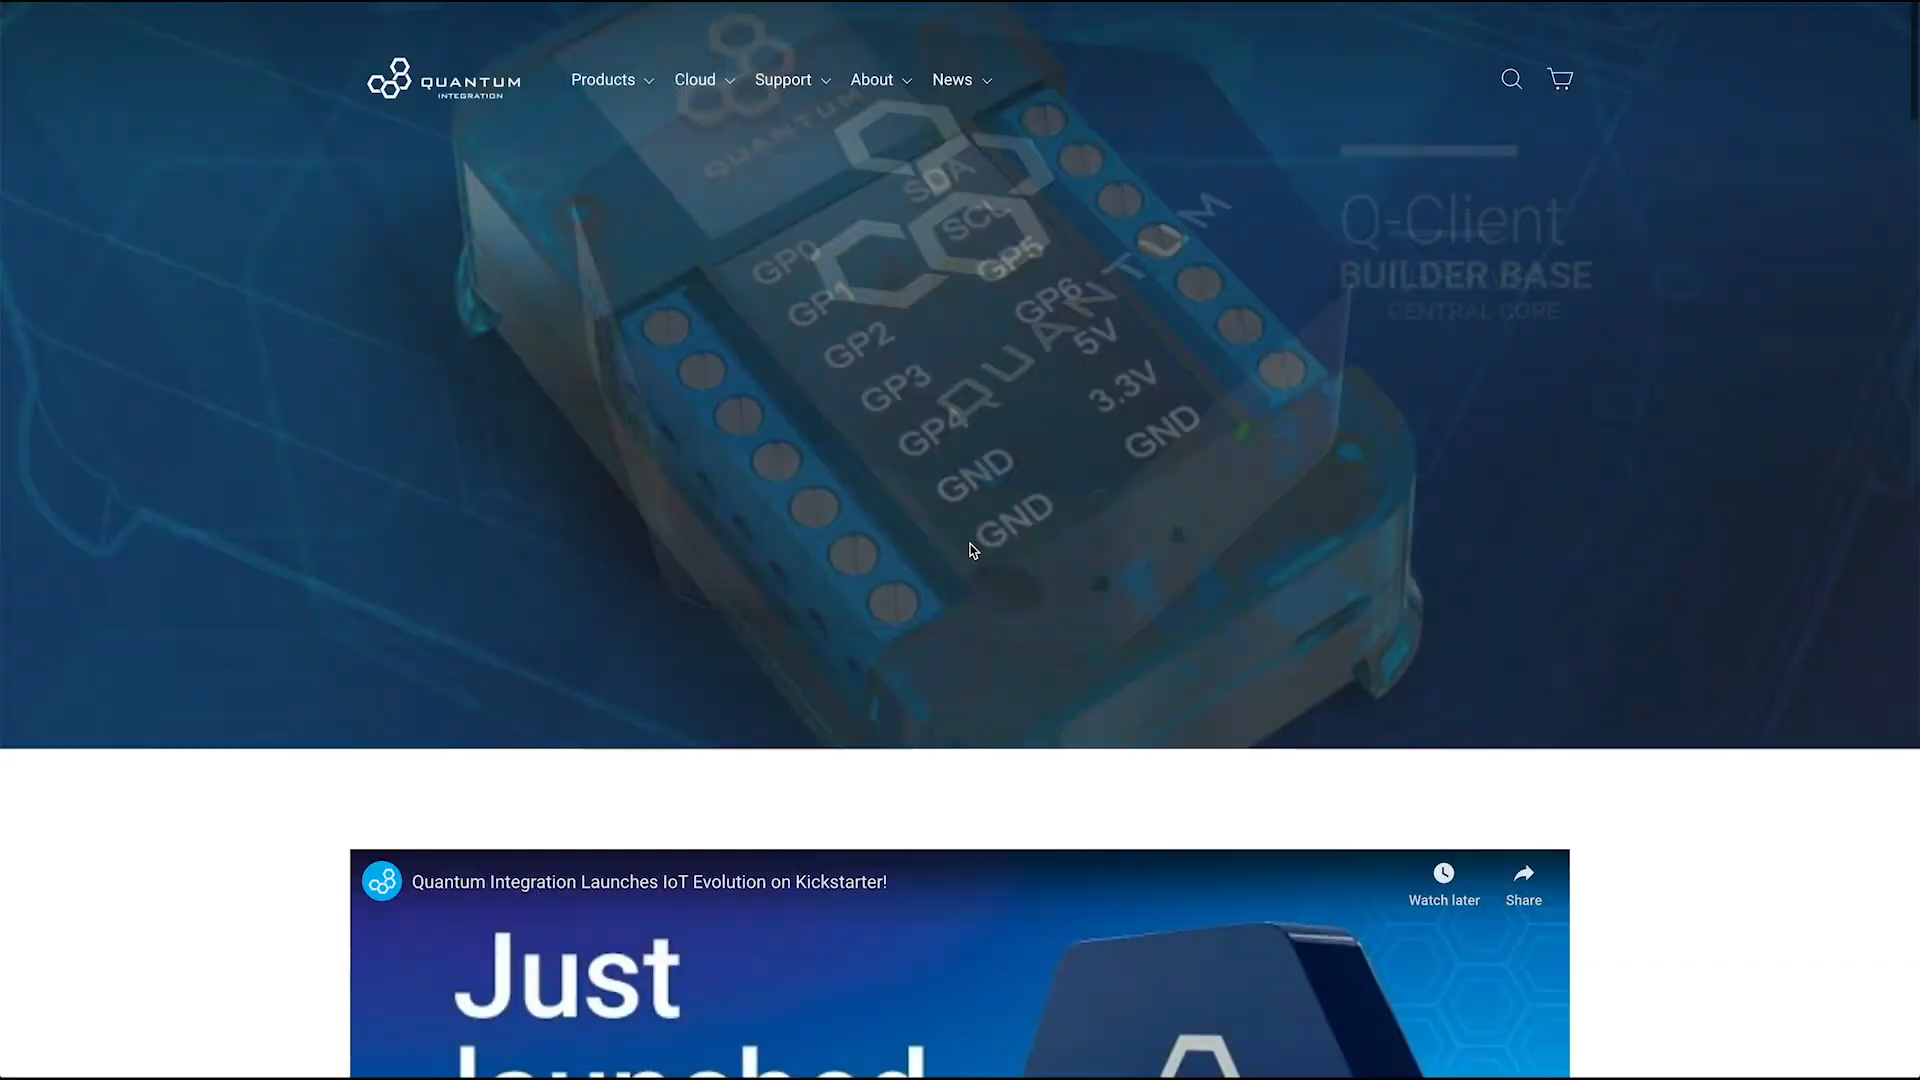 QUANTUM
INTEGRATION
Products
Cloud
Support
About
News
QUANTUM
SDA
SCL
GP0
GP5
GP1
GP6
GP2
5V
GP3
3.3V
GP4
GND
GND
GND
QUANTUM
Q-Client
BUILDER BASE
CENTRAL CORE
Quantum Integration Launches IoT Evolution on Kickstarter!
Watch later
Share
Just
launched